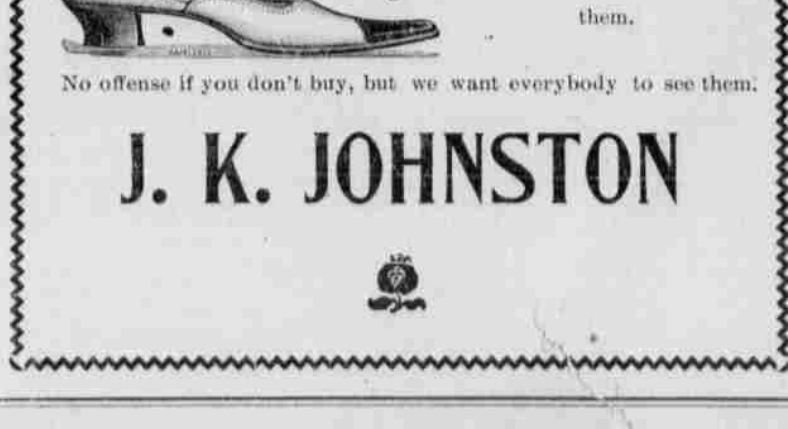 them.
No offense if you don't buy, but we want everybody to see them.
J. K. JOHNSTON